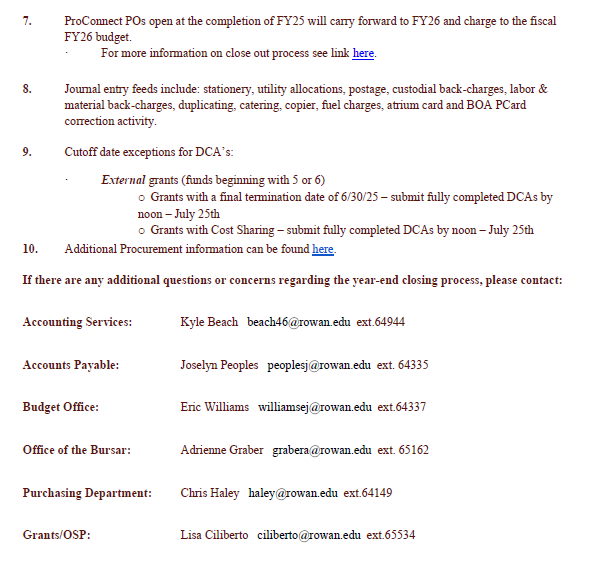 7. ProConnect POs open at the completion of FY25 will carry forward to FY26 and charge to the fiscal
FY26 budget.
· For more information on close out process see link here.
8. Journal entry feeds include: stationery, utility allocations, postage, custodial back-charges, labor &
material back-charges, duplicating, catering, copier, fuel charges, atrium card and BOA PCard
correction activity.
9. Cutoff date exceptions for DCA's:
· External grants (funds beginning with 5 or 6)
o Grants with a final termination date of 6/30/25 – submit fully completed DCAs by
noon – July 25th
o Grants with Cost Sharing – submit fully completed DCAs by noon – July 25th
10. Additional Procurement information can be found here.
If there are any additional questions or concerns regarding the year-end closing process, please contact:
Accounting Services: Kyle Beach beach46@rowan.edu ext.64944
Accounts Payable: Joselyn Peoples peoplesj@rowan.edu ext. 64335
Budget Office: Eric Williams williamsej@rowan.edu ext.64337
Office of the Bursar: Adrienne Graber grabera@rowan.edu ext. 65162
Purchasing Department: Chris Haley haley@rowan.edu ext.64149
Grants/OSP: Lisa Ciliberto ciliberto@rowan.edu ext.65534